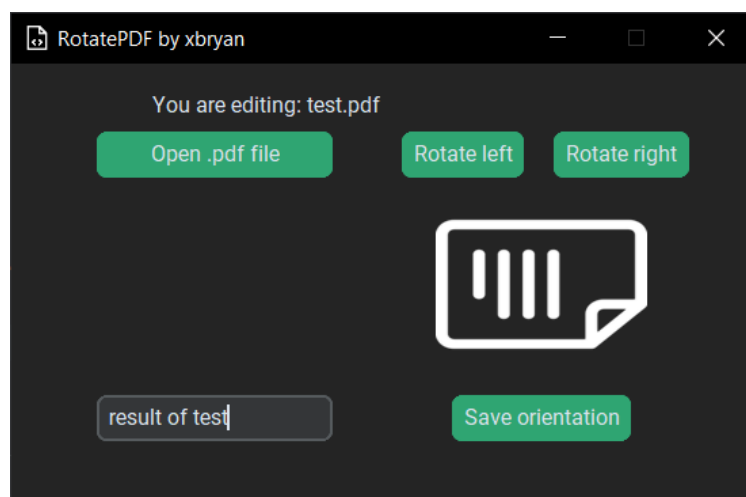 RotatePDF by xbryan
You are editing: test.pdf
Open .pdf file
Rotate left
Rotate right
result of test
Save orientation